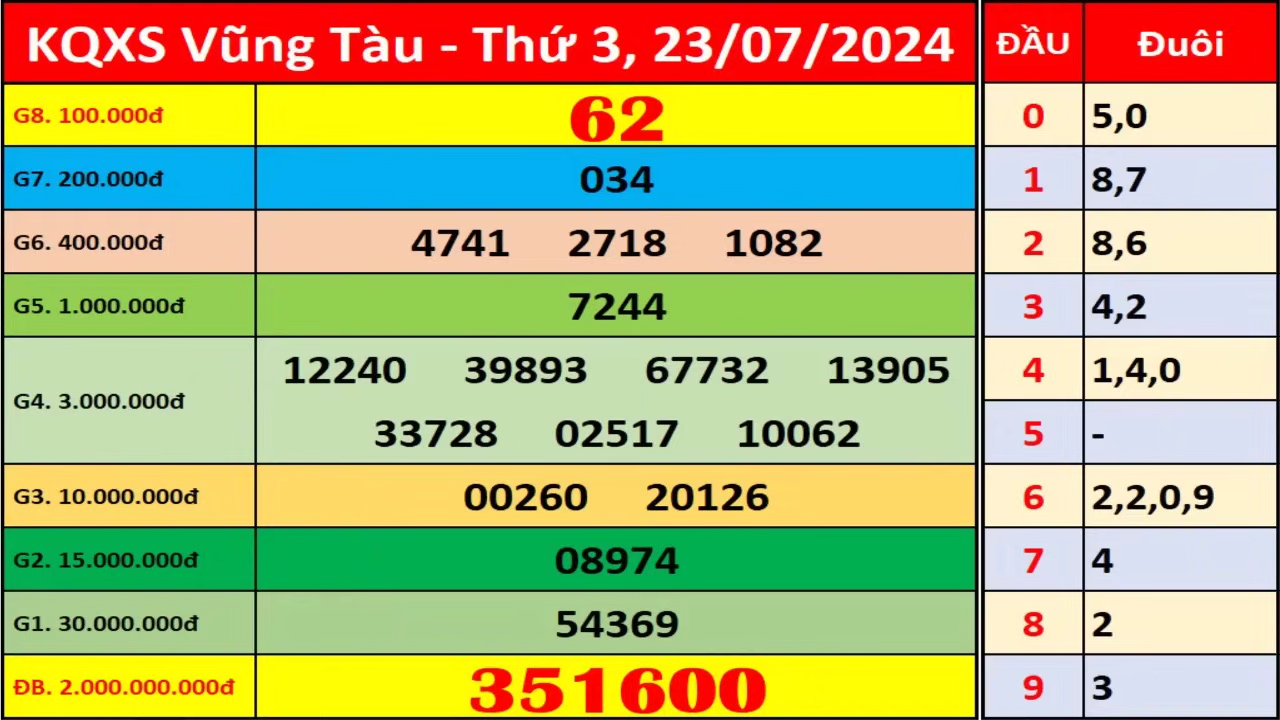 KQXS Vũng Tàu - Thứ 3, 23/07/2024
G8. 100.000đ 62
G7. 200.000đ 034
G6. 400.000đ 4741 2718 1082
G5. 1.000.000đ 7244
G4. 3.000.000đ 12240 39893 67732 13905
33728 02517 10062
G3. 10.000.000đ 00260 20126
G2. 15.000.000đ 08974
G1. 30.000.000đ 54369
ĐB. 2.000.000.000đ 351600
ĐẦU Đuôi
0 5,0
1 8,7
2 8,6
3 4,2
4 1,4,0
5 -
6 2,2,0,9
7 4
8 2
9 3